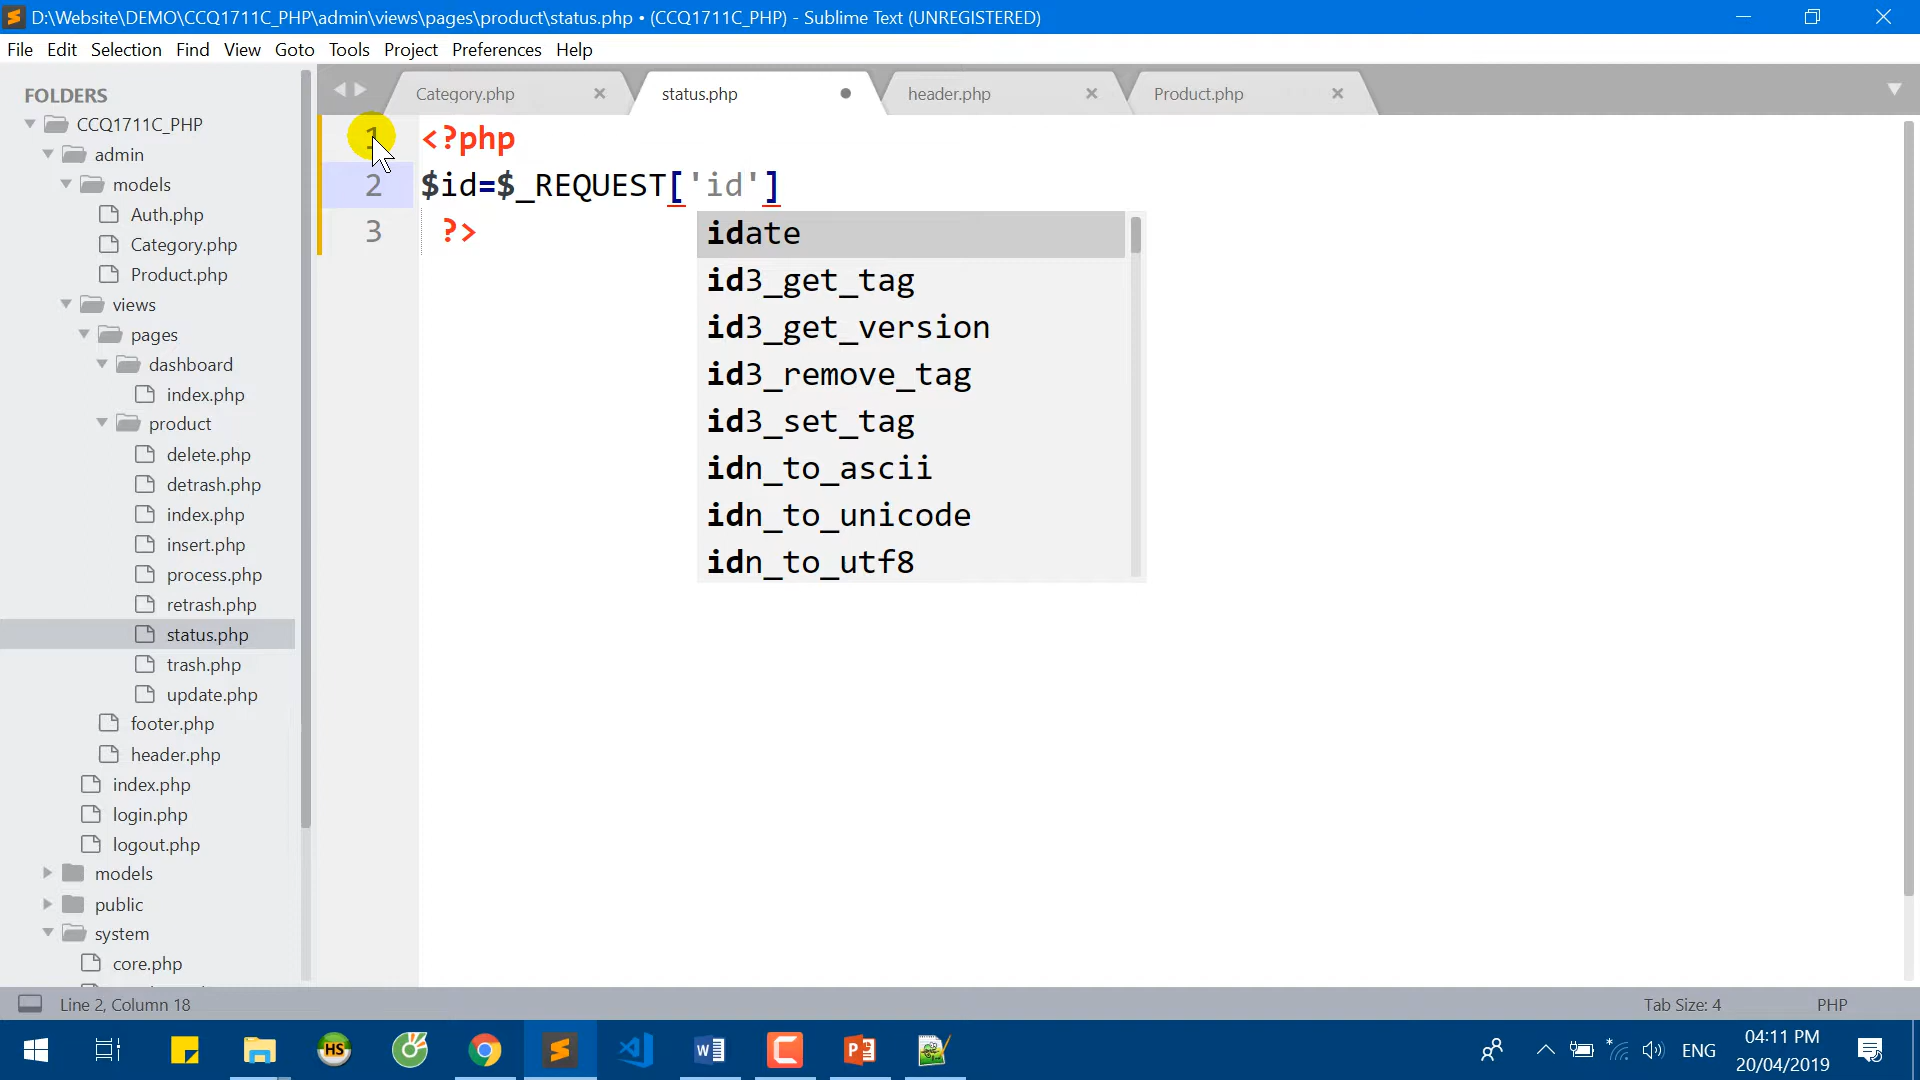 D:\Website\DEMO\CCQ1711C_PHP\admin\views\pages\product\status.php • (CCQ1711C_PHP) - Sublime Text (UNREGISTERED)
File Edit Selection Find View Goto Tools Project Preferences Help
FOLDERS
CCQ1711C_PHP
admin
models
Auth.php
Category.php
Product.php
views
pages
dashboard
index.php
product
delete.php
detrash.php
index.php
insert.php
process.php
retrash.php
status.php
trash.php
update.php
footer.php
header.php
index.php
login.php
logout.php
models
public
system
core.php
Category.php status.php header.php Product.php
1 <?php
2 $id=$_REQUEST['id']
3 ?>
idate
id3_get_tag
id3_get_version
id3_remove_tag
id3_set_tag
idn_to_ascii
idn_to_unicode
idn_to_utf8
Line 2, Column 18
Tab Size: 4 PHP
HS
ENG
04:11 PM
20/04/2019